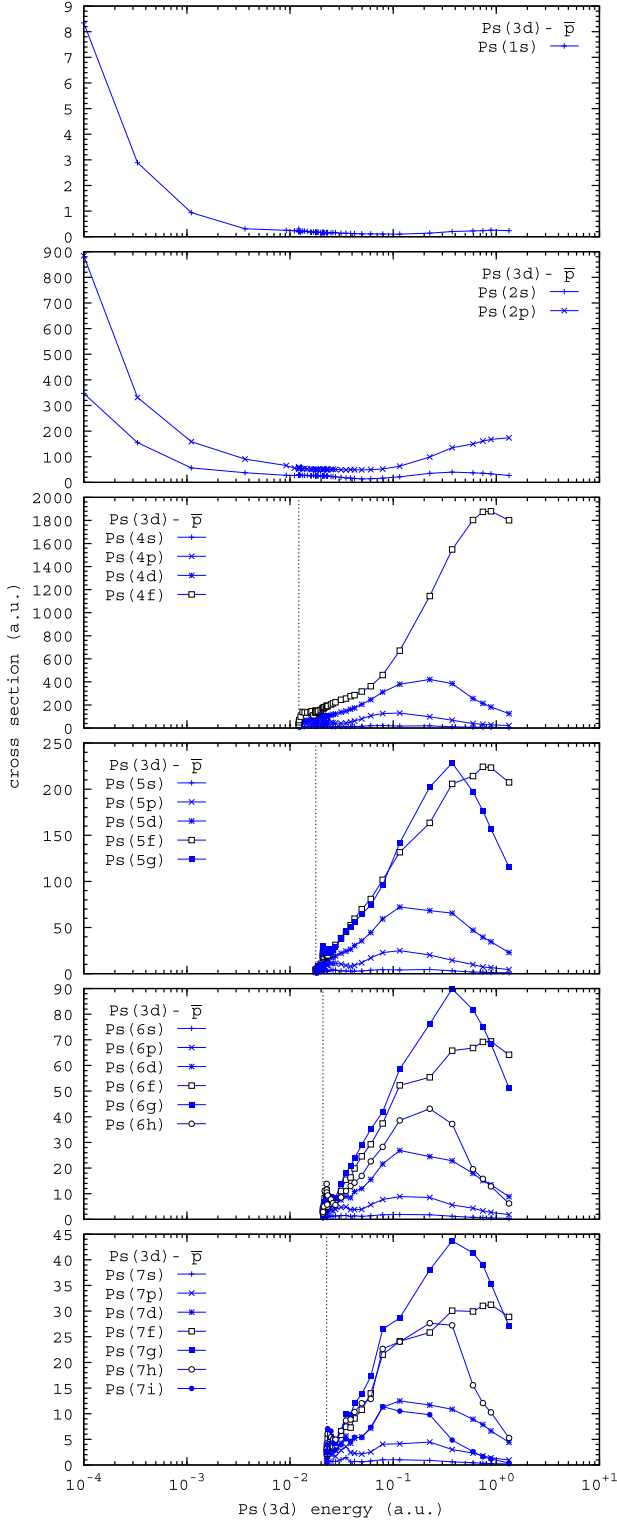 9
8
7
6
5
4
3
2
1
0
Ps(3d)- p̅
Ps(1s)
900
800
700
600
500
400
300
200
100
0
Ps(3d)- p̅
Ps(2s)
Ps(2p)
2000
1800
1600
1400
1200
1000
800
600
400
200
0
Ps(3d)- p̅
Ps(4s)
Ps(4p)
Ps(4d)
Ps(4f)
cross section (a.u.)
250
200
150
100
50
0
Ps(3d)- p̅
Ps(5s)
Ps(5p)
Ps(5d)
Ps(5f)
Ps(5g)
90
80
70
60
50
40
30
20
10
0
Ps(3d)- p̅
Ps(6s)
Ps(6p)
Ps(6d)
Ps(6f)
Ps(6g)
Ps(6h)
45
40
35
30
25
20
15
10
5
0
Ps(3d)- p̅
Ps(7s)
Ps(7p)
Ps(7d)
Ps(7f)
Ps(7g)
Ps(7h)
Ps(7i)
10⁻⁴ 10⁻³ 10⁻² 10⁻¹ 10⁰ 10⁺¹
Ps(3d) energy (a.u.)